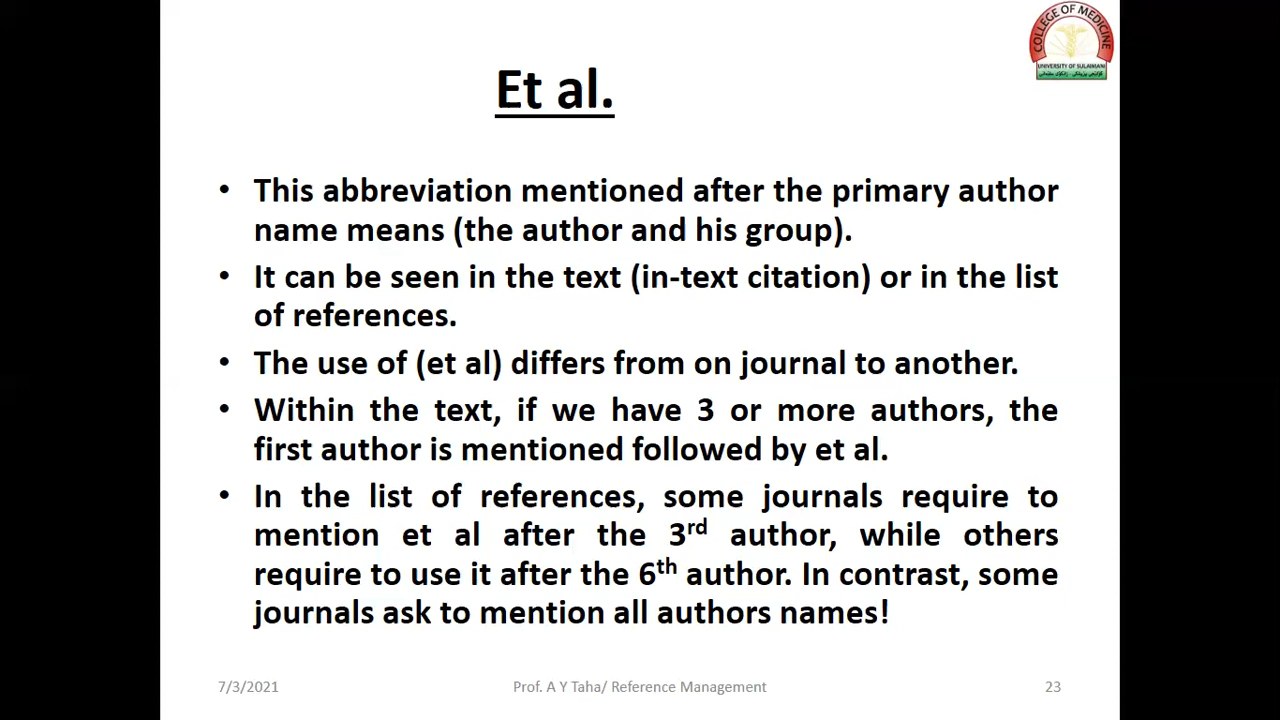 COLLEGE OF MEDICINE
UNIVERSITY OF SULAIMANI
Et al.
• This abbreviation mentioned after the primary author
name means (the author and his group).
• It can be seen in the text (in-text citation) or in the list
of references.
• The use of (et al) differs from on journal to another.
• Within the text, if we have 3 or more authors, the
first author is mentioned followed by et al.
• In the list of references, some journals require to
mention et al after the 3rd author, while others
require to use it after the 6th author. In contrast, some
journals ask to mention all authors names!
7/3/2021
Prof. A Y Taha/ Reference Management
23